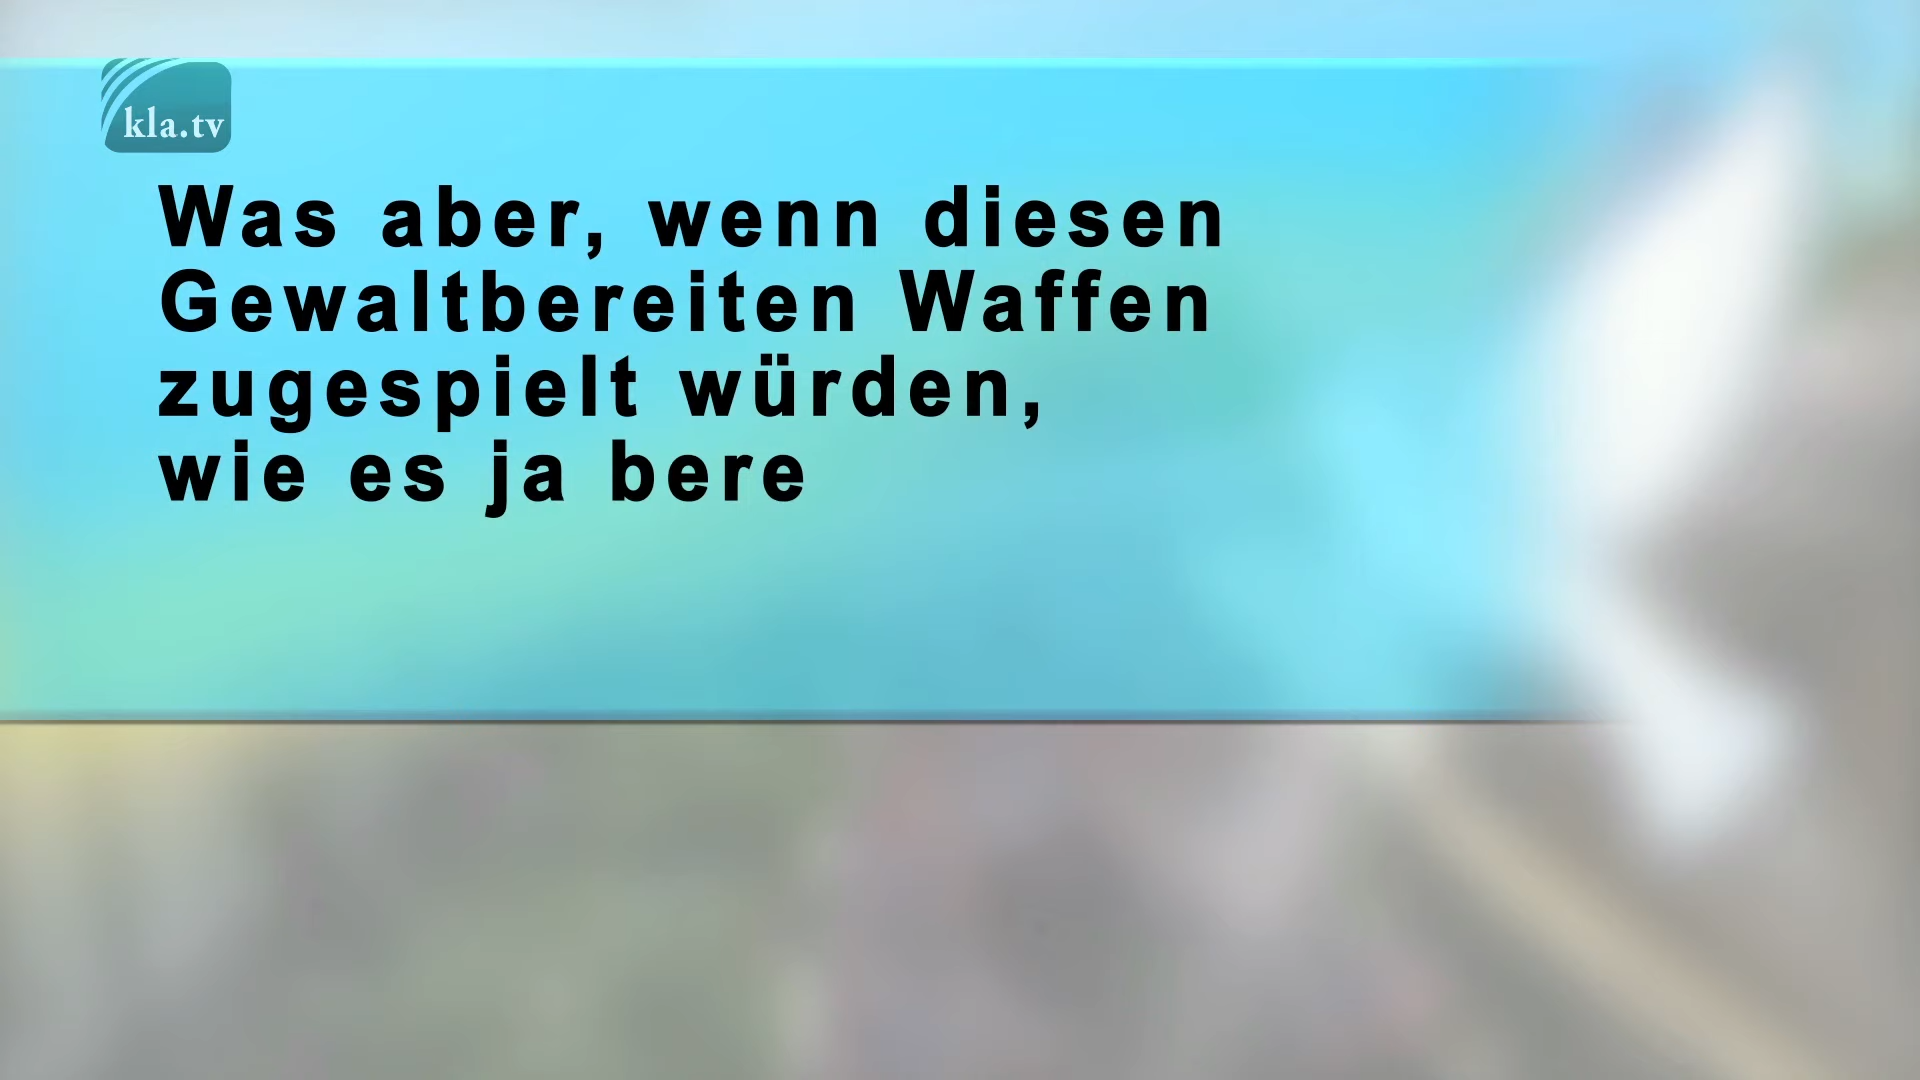 kla.tv
Was aber, wenn diesen
Gewaltbereiten Waffen
zugespielt würden,
wie es ja bere